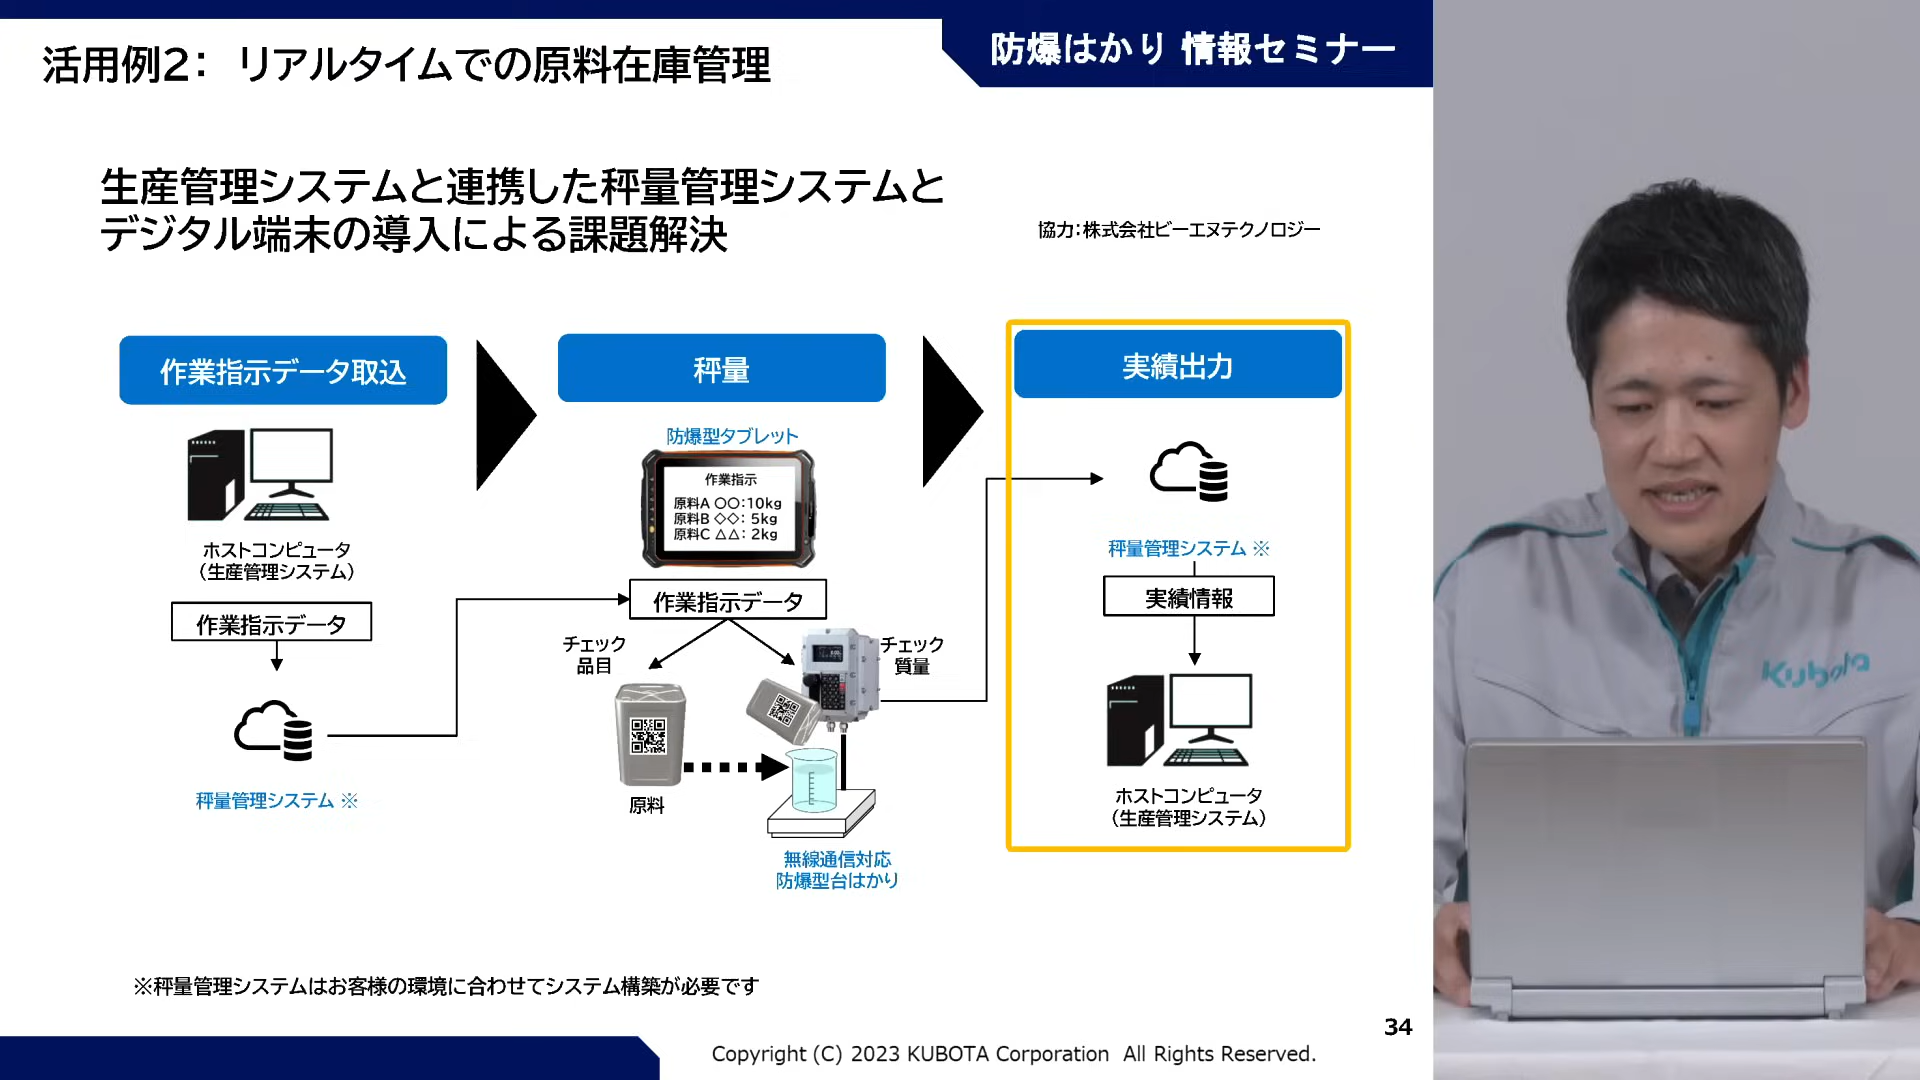 活用例2： リアルタイムでの原料在庫管理
防爆はかり 情報セミナー
生産管理システムと連携した秤量管理システムと
デジタル端末の導入による課題解決
協力：株式会社ビーエヌテクノロジー
作業指示データ取込
ホストコンピュータ
（生産管理システム）
作業指示データ
秤量管理システム ※
秤量
防爆型タブレット
作業指示
原料A 〇〇：10kg
原料B ◇◇： 5kg
原料C △△： 2kg
作業指示データ
チェック
品目
チェック
質量
原料
無線通信対応
防爆型台はかり
実績出力
秤量管理システム ※
実績情報
ホストコンピュータ
（生産管理システム）
※秤量管理システムはお客様の環境に合わせてシステム構築が必要です
34
Copyright (C) 2023 KUBOTA Corporation All Rights Reserved.
Kubota